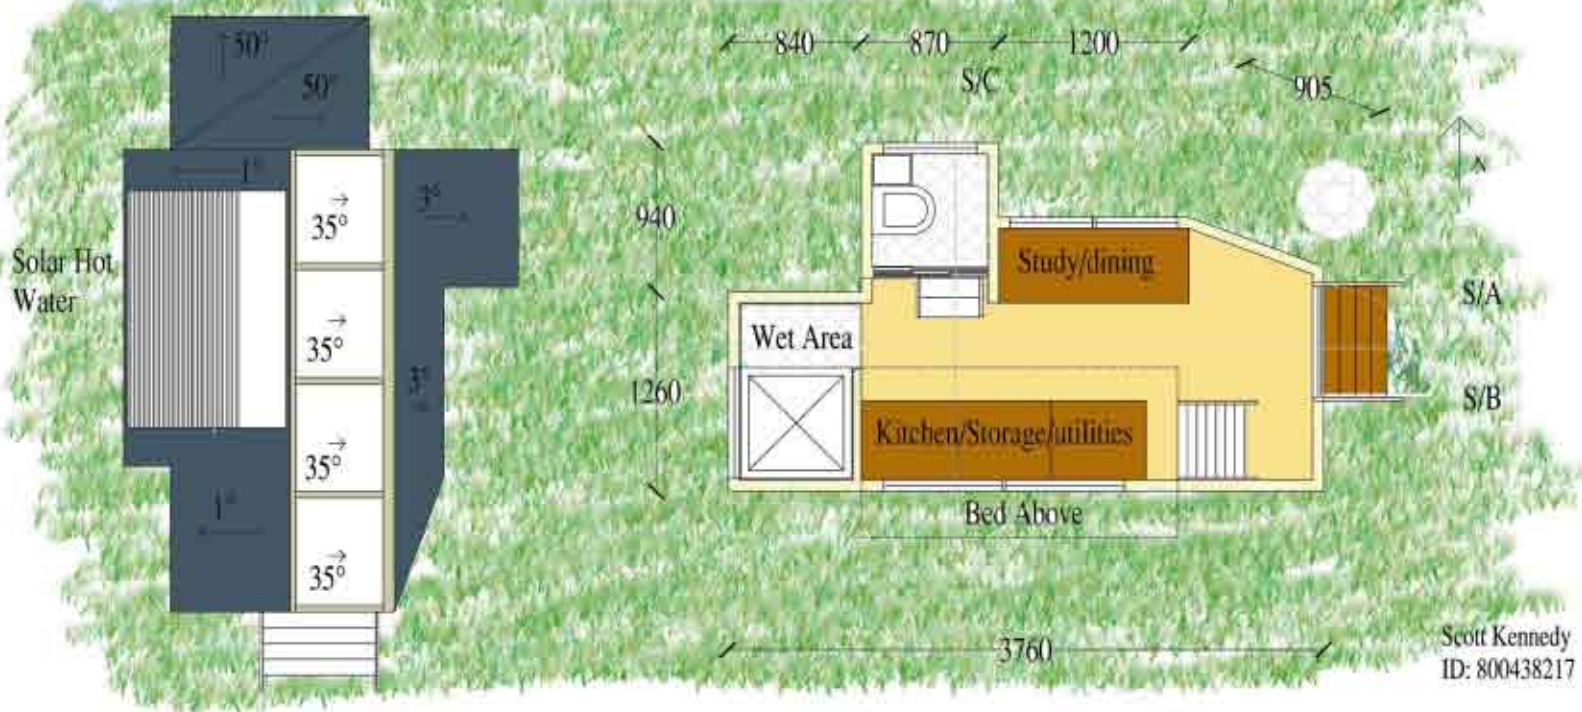 50°
50°
1°
35°
3°
Solar Hot
Water
35°
3°
35°
1°
35°
840
870
1200
S/C
905
N
940
Study/dining
S/A
Wet Area
1260
S/B
Kitchen/Storage/utilities
Bed Above
3760
Scott Kennedy
ID: 800438217